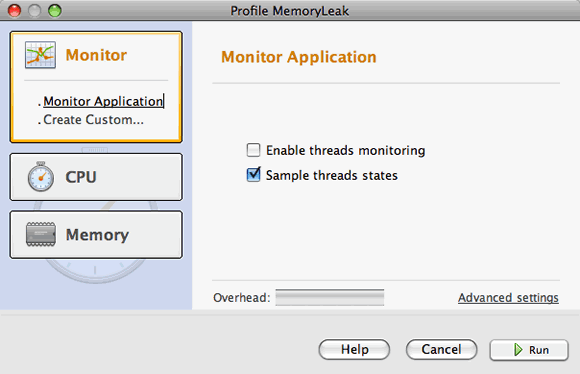 Profile MemoryLeak
Monitor
. Monitor Application
. Create Custom...
CPU
Memory
Monitor Application
Enable threads monitoring
Sample threads states
Overhead:
Advanced settings
Help
Cancel
Run